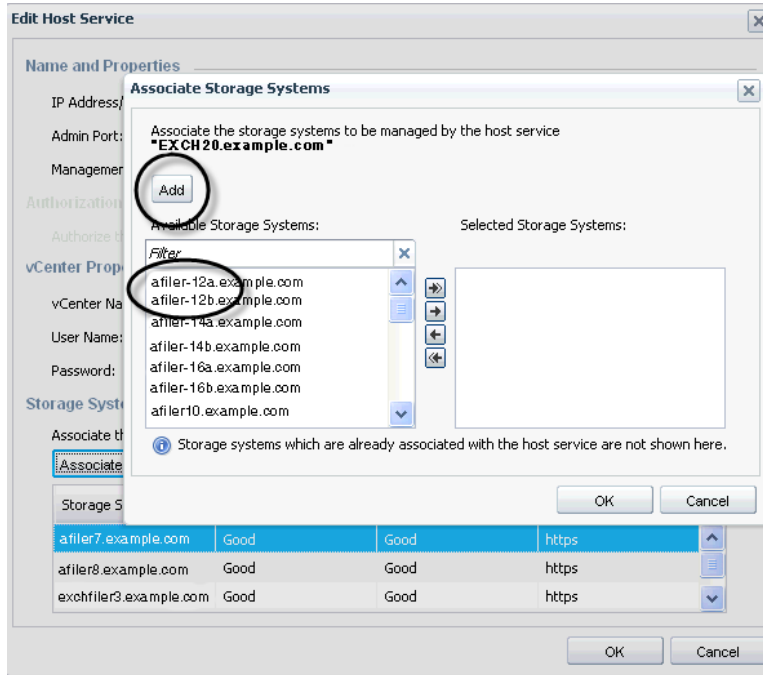 Edit Host Service
Name and Properties
Associate Storage Systems
IP Address/
Admin Port:
Associate the storage systems to be managed by the host service
"EXCH20.example.com"
Managemen
Add
Authorization
Authorize th
Available Storage Systems:
Selected Storage Systems:
Filter
vCenter Prop
afiler-12a.example.com
afiler-12b.example.com
vCenter Na
afiler-14a.example.com
User Name:
afiler-14b.example.com
afiler-16a.example.com
Password:
afiler-16b.example.com
Storage Syste
afiler10.example.com
Associate th
Storage systems which are already associated with the host service are not shown here.
Associate
OK Cancel
Storage S
afiler7.example.com Good Good https
afiler8.example.com Good Good https
exchfiler3.example.com Good Good https
OK Cancel